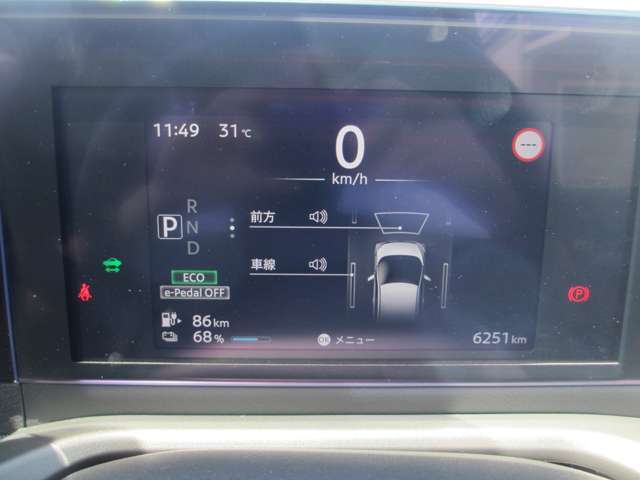 11:49 31℃
0
km/h
---
P R
N
D
前方
車線
ECO
e-Pedal OFF
86km
68%
OK メニュー
6251km